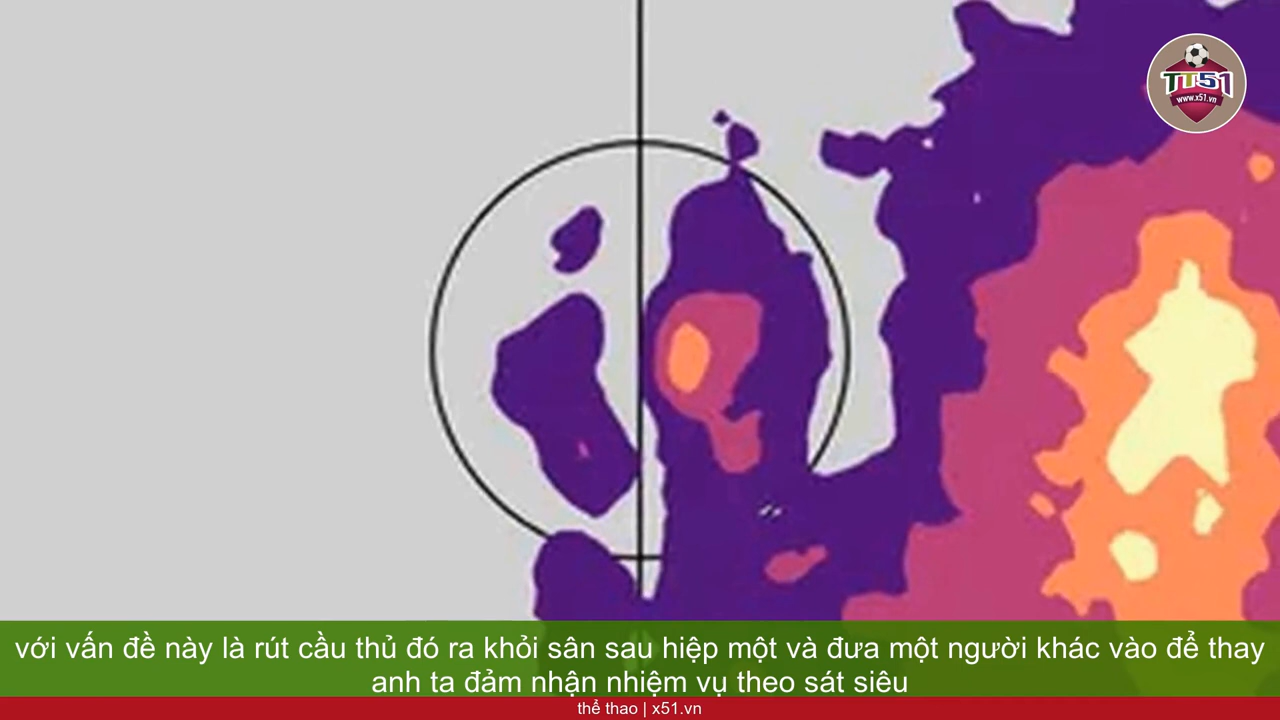 TT51
www.x51.vn
với vấn đề này là rút cầu thủ đó ra khỏi sân sau hiệp một và đưa một người khác vào để thay
anh ta đảm nhận nhiệm vụ theo sát siêu
thể thao | x51.vn